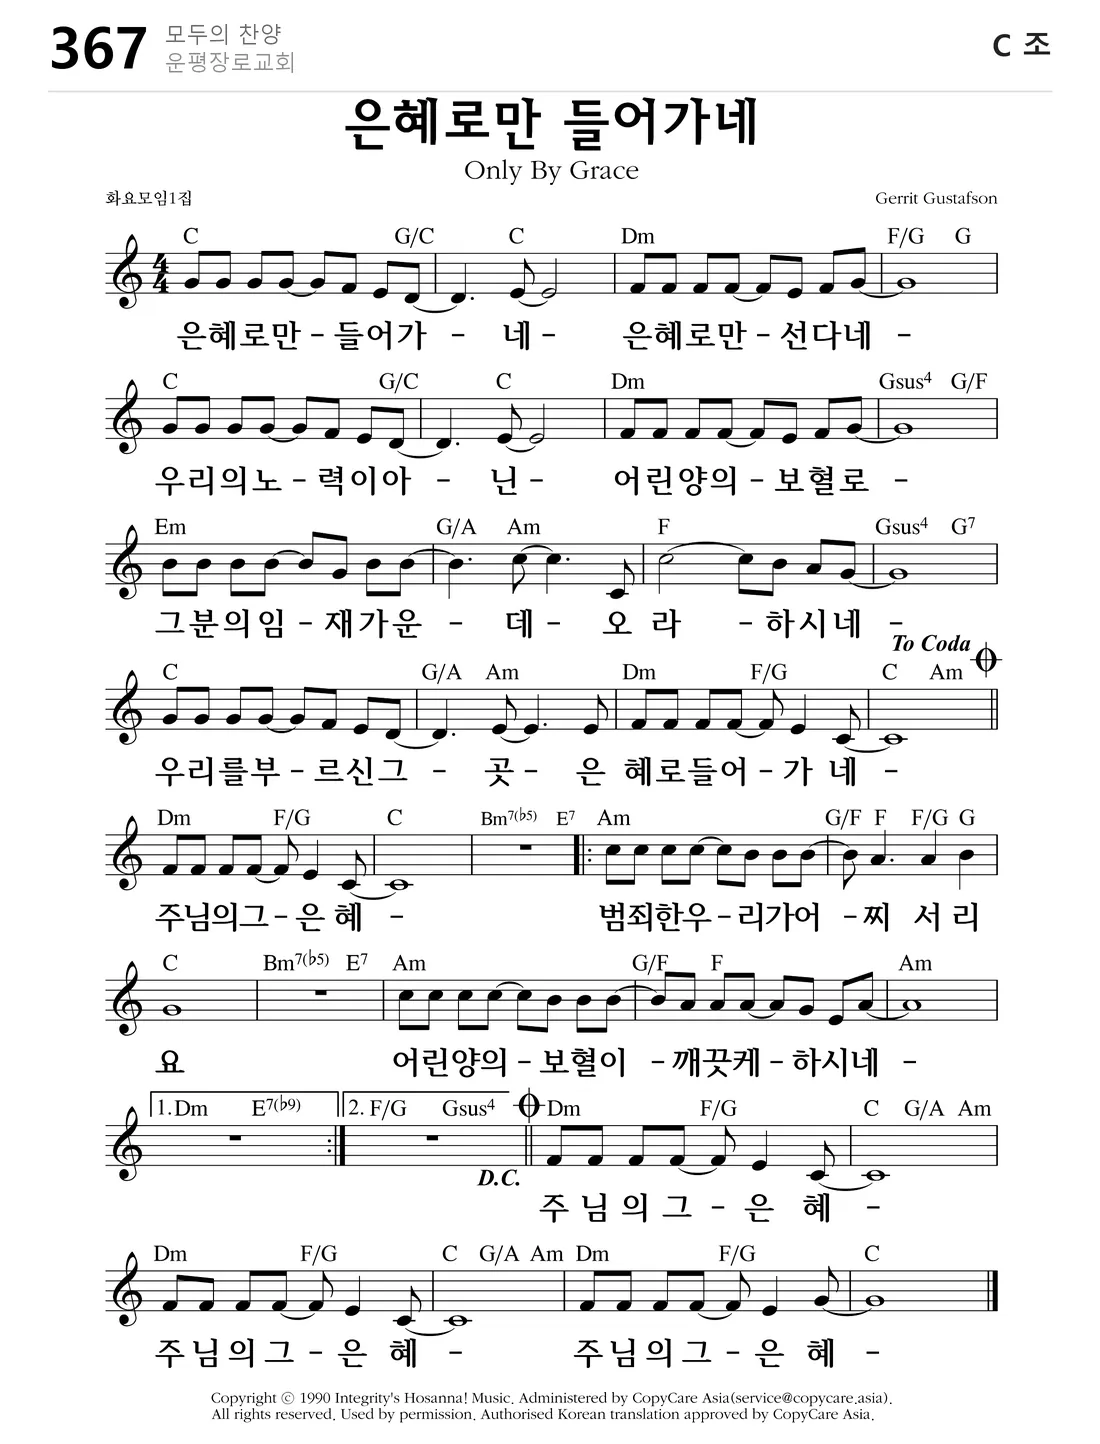 367 모두의 찬양
운평장로교회
C 조
은혜로만 들어가네
Only By Grace
화요모임1집 Gerrit Gustafson
C G/C C Dm F/G G
은혜로만 - 들어가 - 네 - 은혜로만 - 선다네 -
C G/C C Dm Gsus4 G/F
우리의노 - 력이아 - 닌 - 어린양의 - 보혈로 -
Em G/A Am F Gsus4 G7
그분의임 - 재가운 - 데 - 오 라 - 하시네 -
To Coda
C G/A Am Dm F/G C Am
우리를부 - 르신그 - 곳 - 은 혜로들어 - 가 네 -
Dm F/G C Bm7(♭5) E7 Am G/F F F/G G
주님의그 - 은 혜 - 범죄한우 - 리가어 - 찌 서 리
C Bm7(♭5) E7 Am G/F F Am
요 어린양의 - 보혈이 - 깨끗케 - 하시네 -
1. Dm E7(♭9) 2. F/G Gsus4 Dm F/G C G/A Am
D.C.
주 님 의 그 - 은 혜 -
Dm F/G C G/A Am Dm F/G C
주님의그 - 은 혜 - 주님의그 - 은 혜 -
Copyright ⓒ 1990 Integrity's Hosanna! Music. Administered by CopyCare Asia(service@copycare.asia).
All rights reserved. Used by permission. Authorised Korean translation approved by CopyCare Asia.